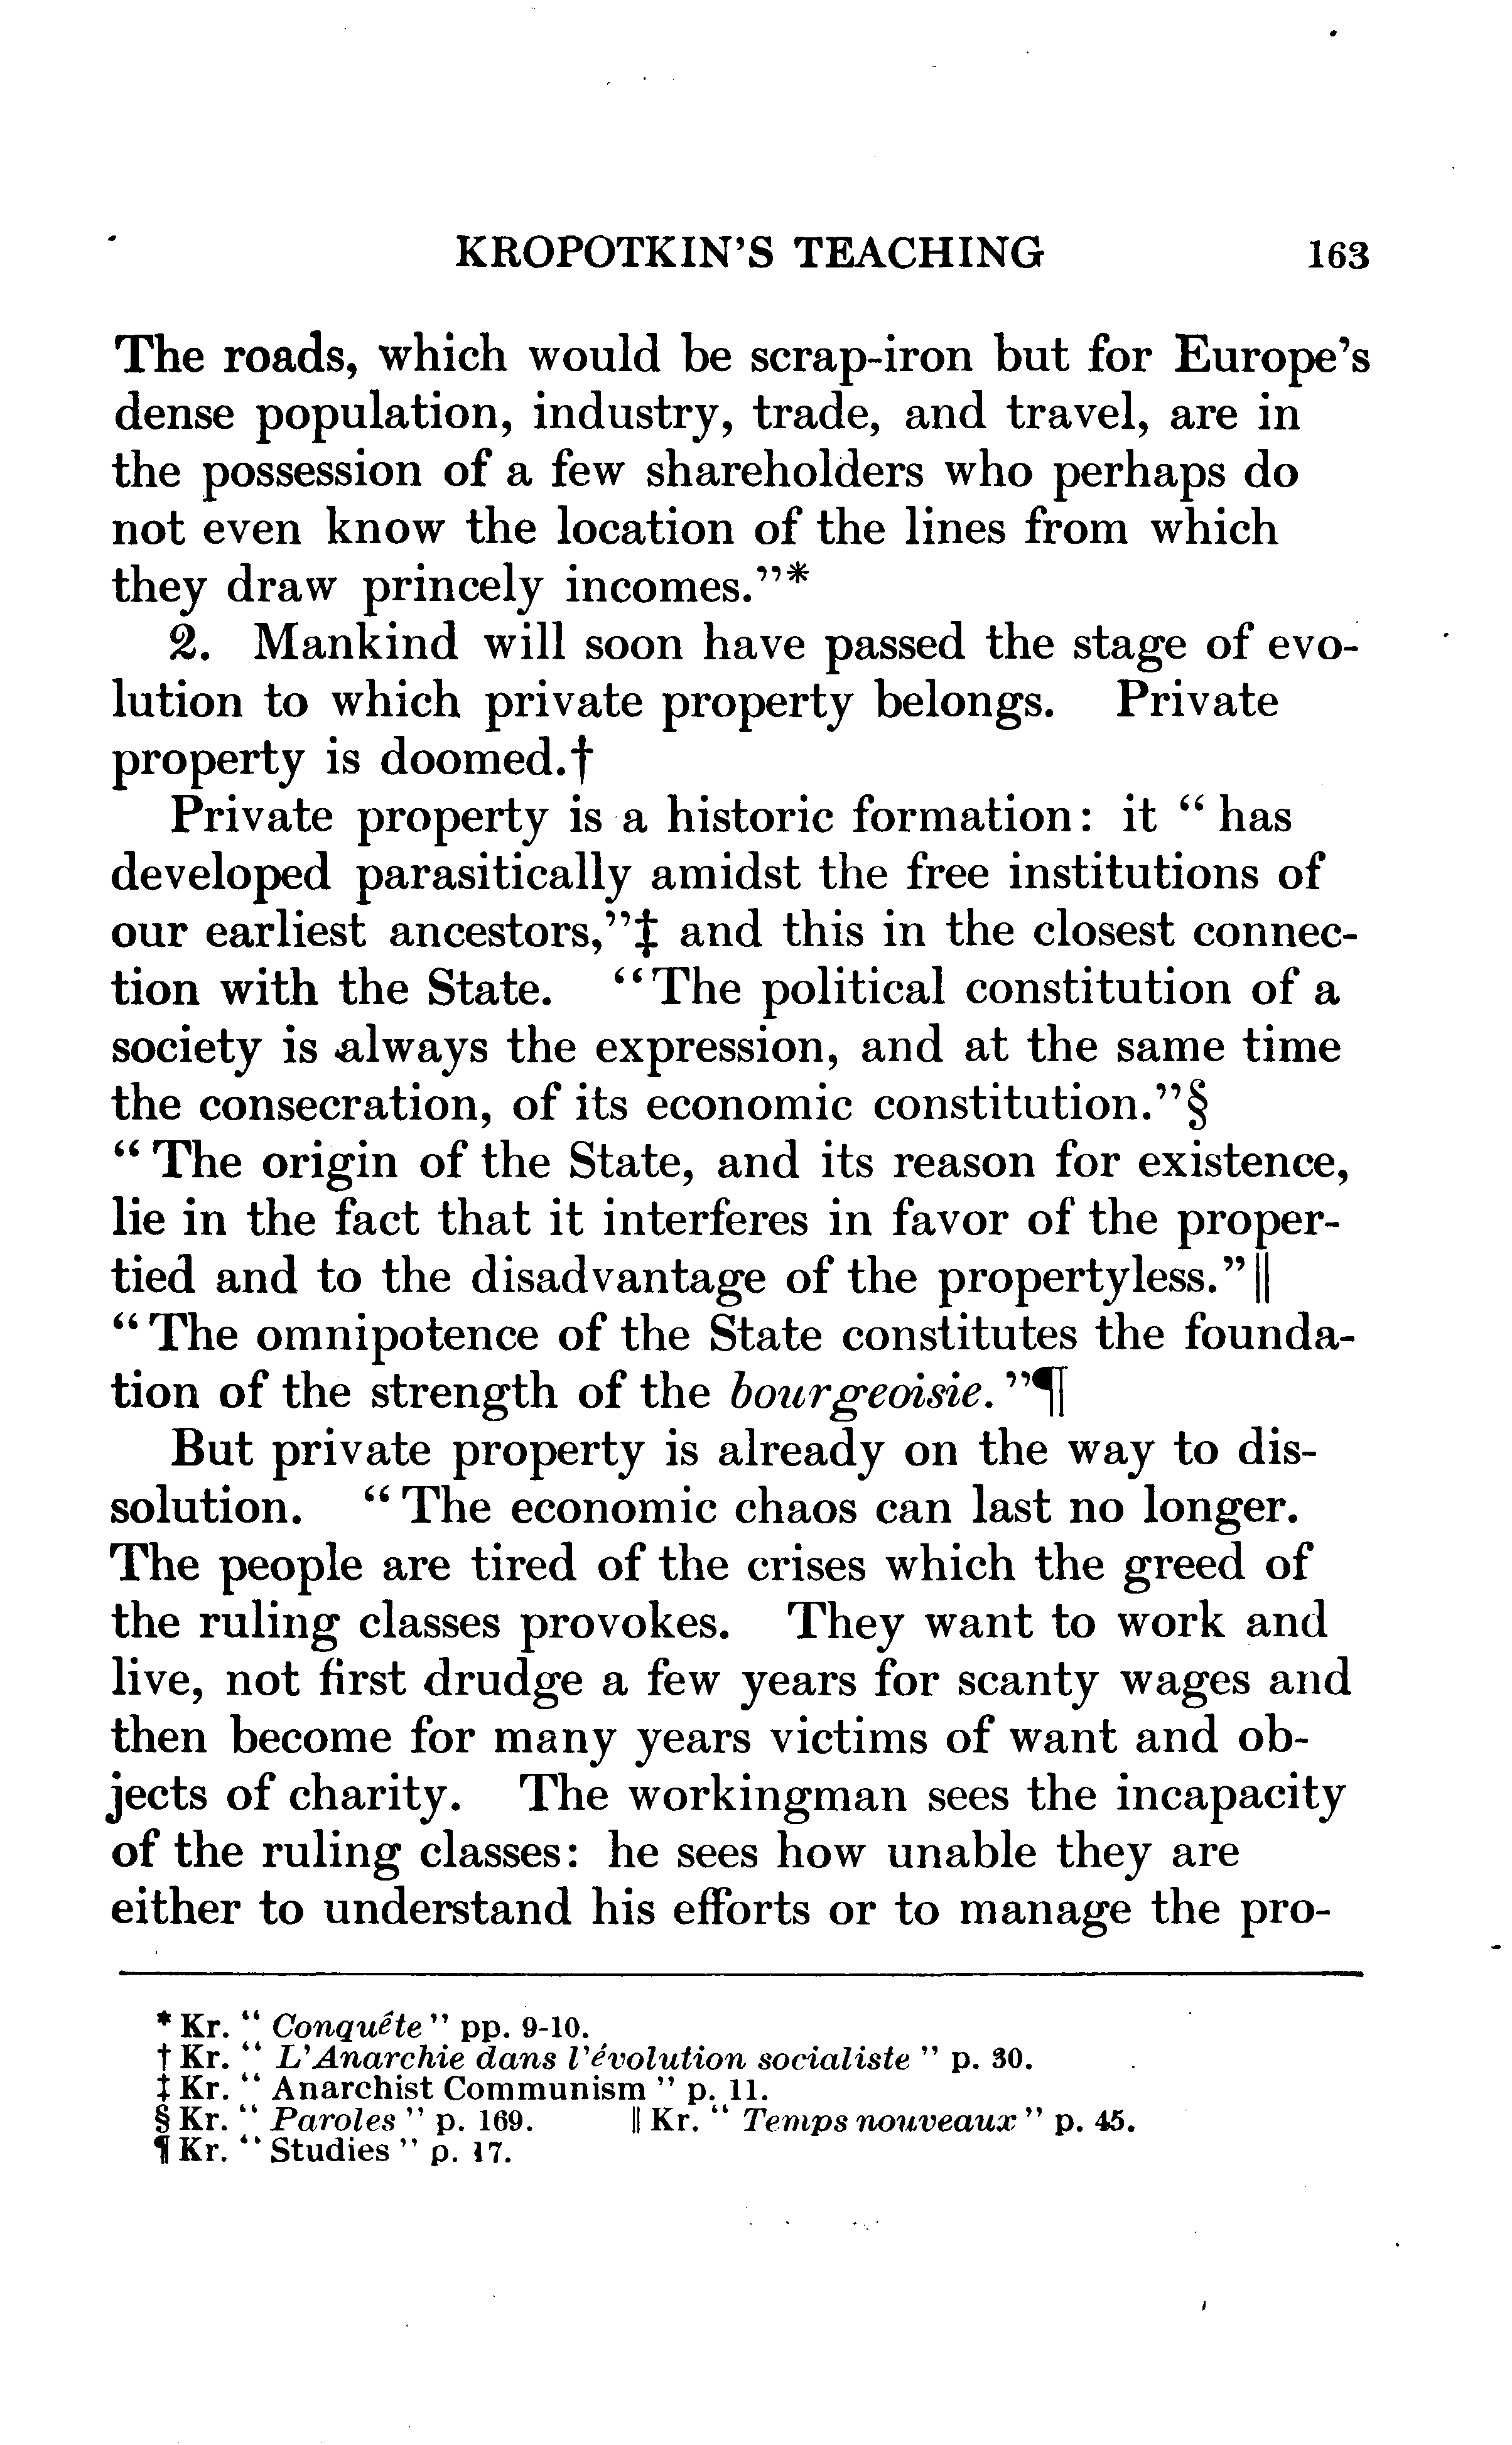 KROPOTKIN'S TEACHING 163
The roads, which would be scrap-iron but for Europe's
dense population, industry, trade, and travel, are in
the possession of a few shareholders who perhaps do
not even know the location of the lines from which
they draw princely incomes."*
2. Mankind will soon have passed the stage of evo-
lution to which private property belongs. Private
property is doomed.†
Private property is a historic formation: it "has
developed parasitically amidst the free institutions of
our earliest ancestors,"‡ and this in the closest connec-
tion with the State. "The political constitution of a
society is always the expression, and at the same time
the consecration, of its economic constitution."§
"The origin of the State, and its reason for existence,
lie in the fact that it interferes in favor of the proper-
tied and to the disadvantage of the propertyless."‖
"The omnipotence of the State constitutes the founda-
tion of the strength of the bourgeoisie."¶
But private property is already on the way to dis-
solution. "The economic chaos can last no longer.
The people are tired of the crises which the greed of
the ruling classes provokes. They want to work and
live, not first drudge a few years for scanty wages and
then become for many years victims of want and ob-
jects of charity. The workingman sees the incapacity
of the ruling classes: he sees how unable they are
either to understand his efforts or to manage the pro-
* Kr. "Conquête" pp. 9-10.
† Kr. "L'Anarchie dans l'évolution socialiste" p. 30.
‡ Kr. "Anarchist Communism" p. 11.
§ Kr. "Paroles" p. 169. ‖ Kr. "Temps nouveaux" p. 45.
¶ Kr. "Studies" p. 17.